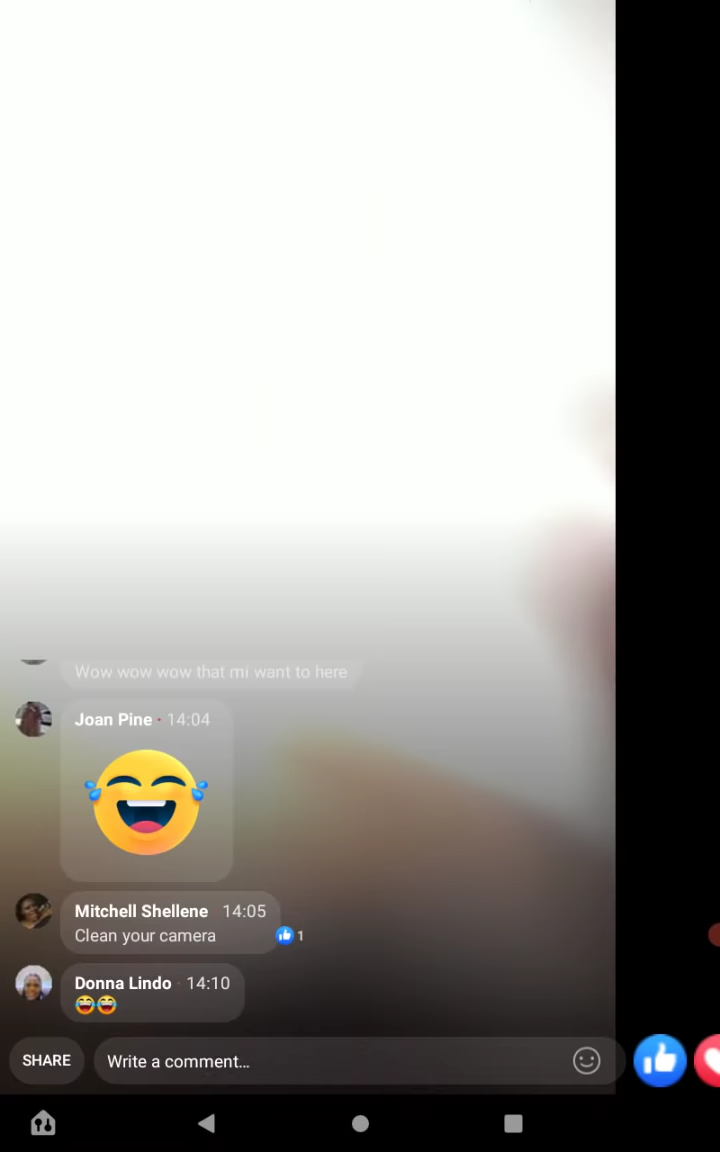 Wow wow wow that mi want to here
Joan Pine · 14:04
Mitchell Shellene 14:05
Clean your camera
1
Donna Lindo · 14:10
😂😂
SHARE
Write a comment...